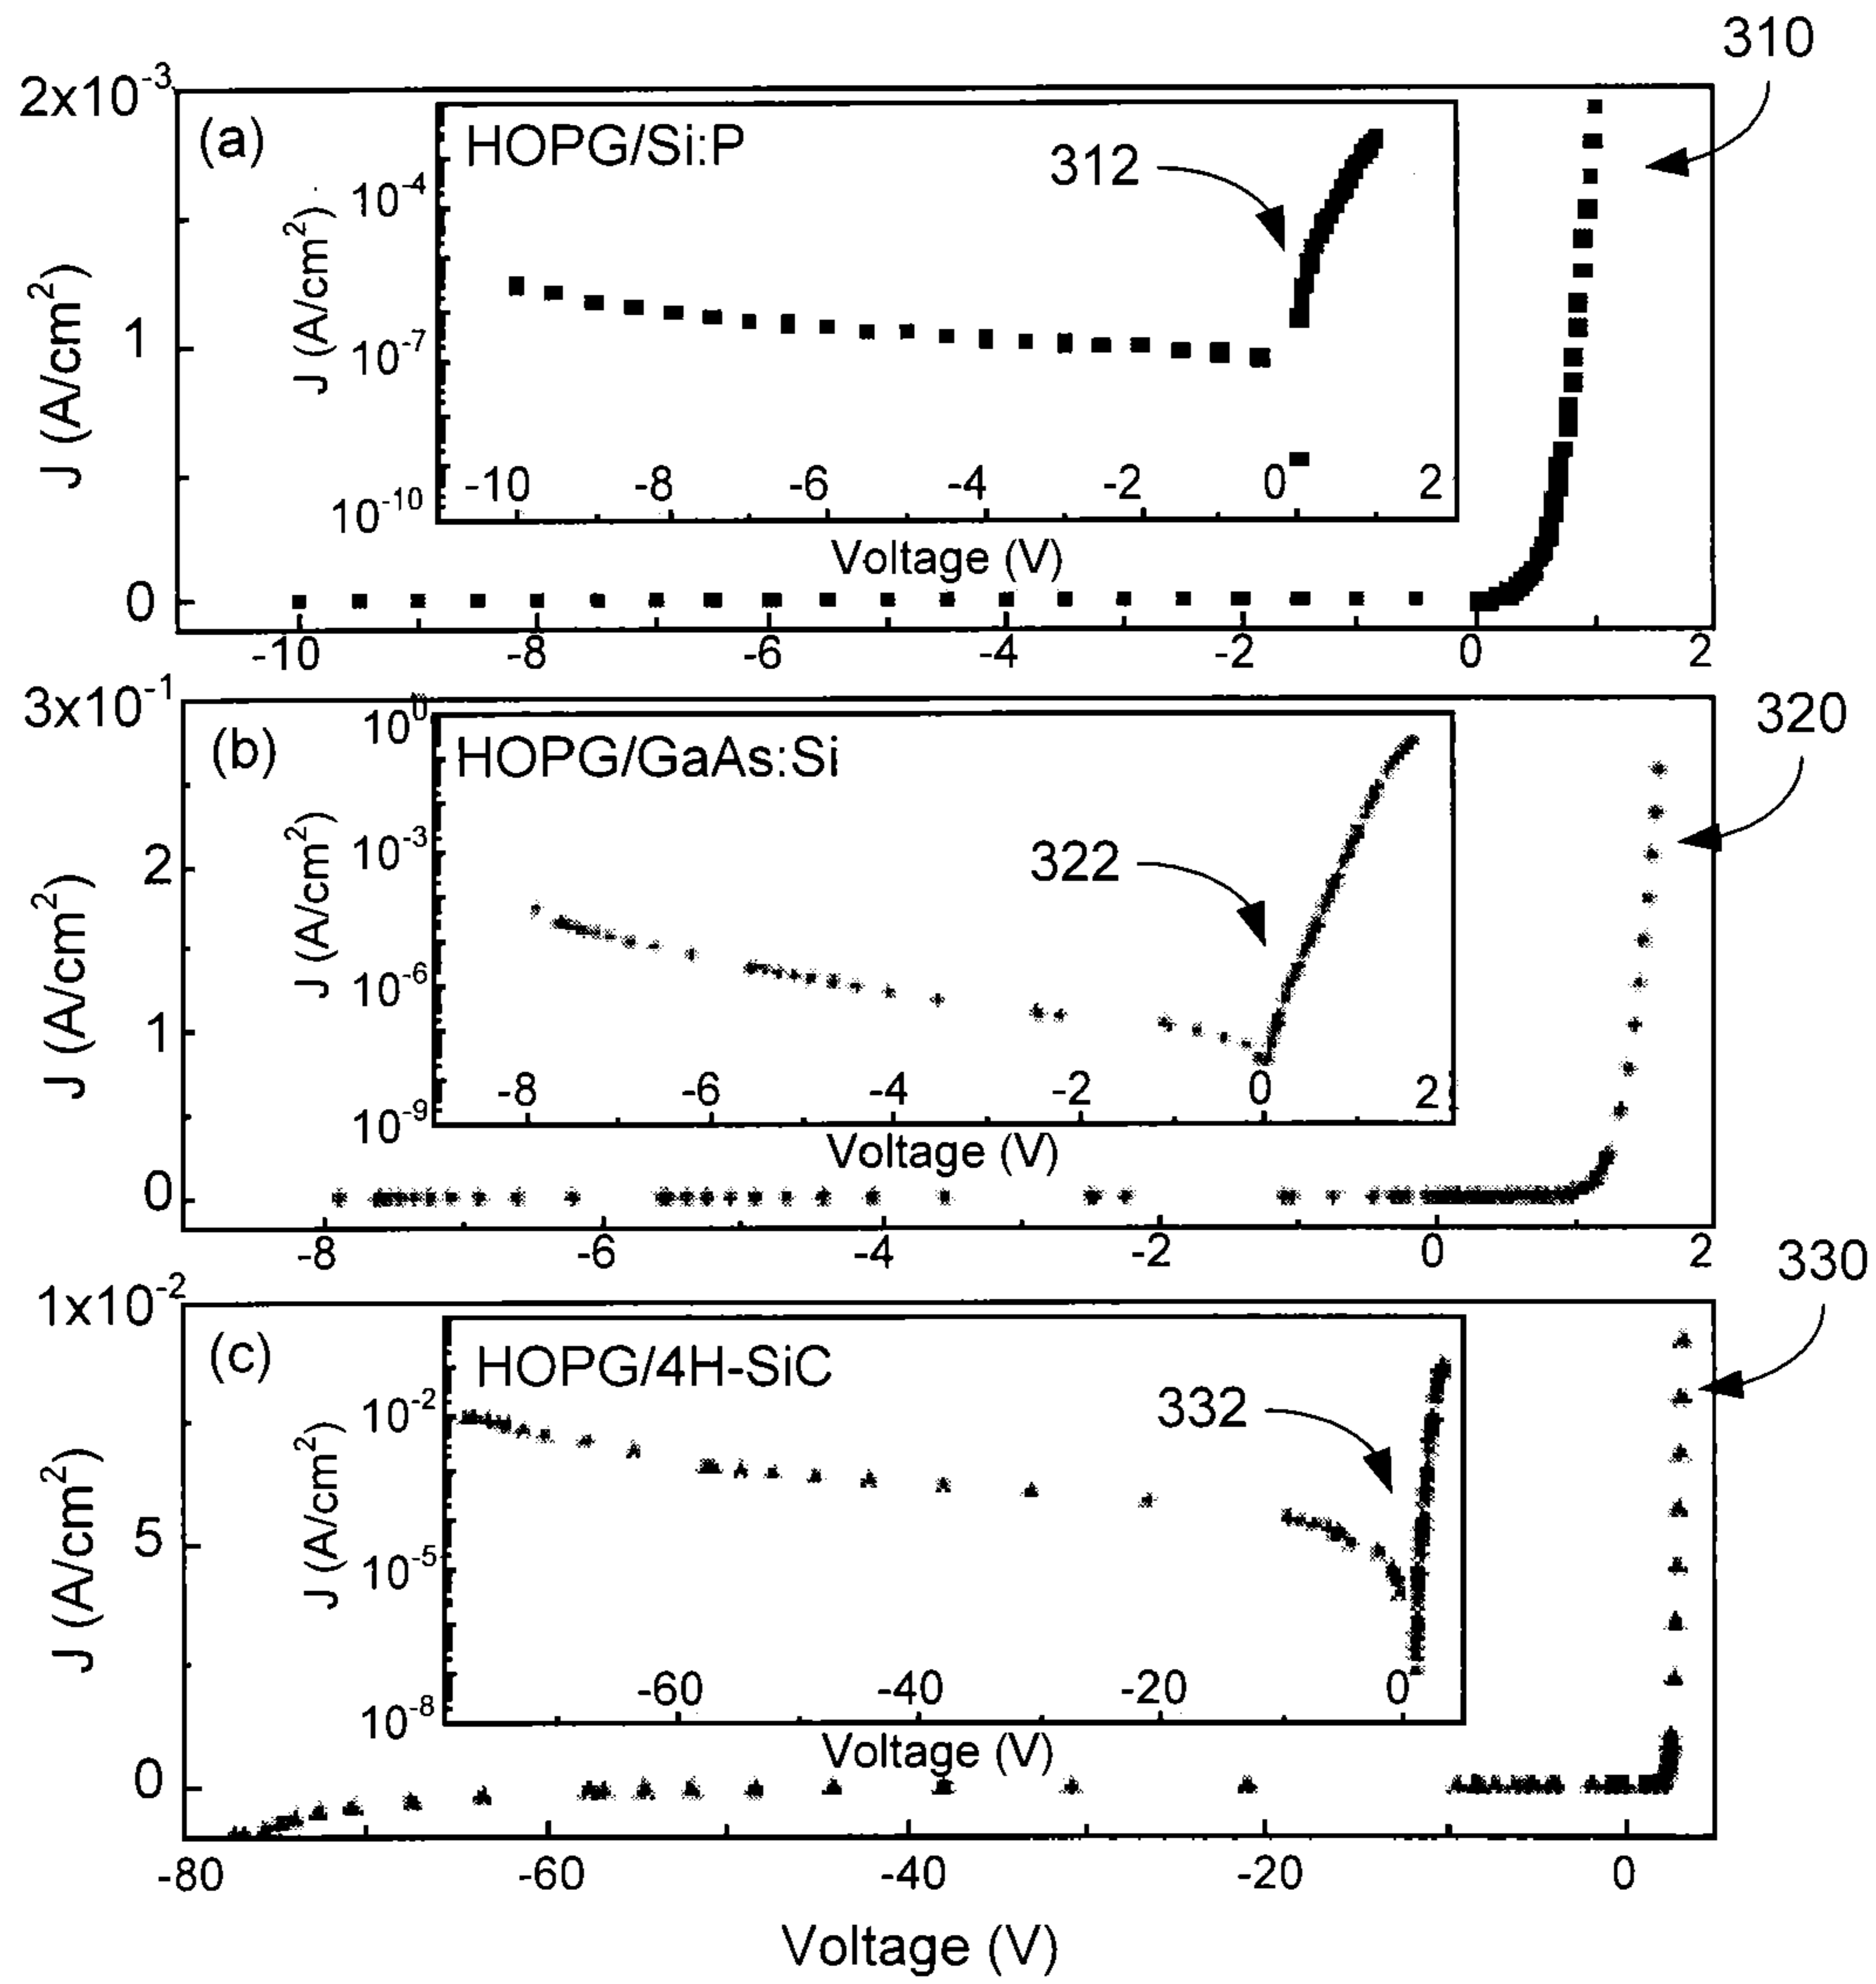 310
2x10-3
(a)
HOPG/Si:P
312
10-4
J (A/cm2)
10-7
10-10
-10 -8 -6 -4 -2 0 2
Voltage (V)
J (A/cm2)
1
0
-10 -8 -6 -4 -2 0 2
320
3x10-1
(b)
HOPG/GaAs:Si
322
100
10-3
J (A/cm2)
10-6
10-9
-8 -6 -4 -2 0 2
Voltage (V)
J (A/cm2)
2
1
0
-8 -6 -4 -2 0 2
330
1x10-2
(c)
HOPG/4H-SiC
332
10-2
J (A/cm2)
10-5
10-8
-60 -40 -20 0
Voltage (V)
J (A/cm2)
5
0
-80 -60 -40 -20 0
Voltage (V)